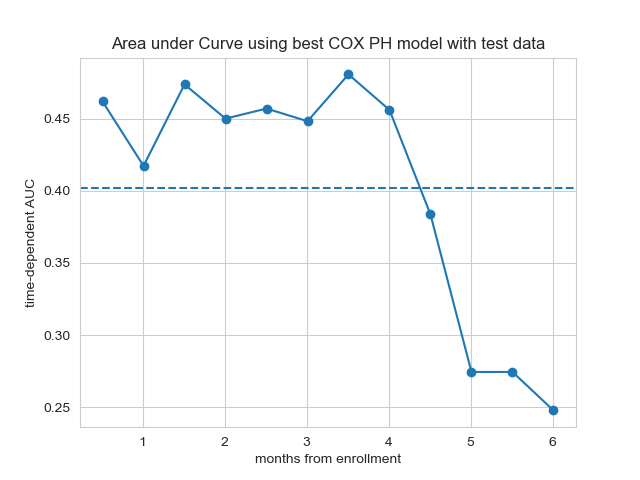 Area under Curve using best COX PH model with test data
time-dependent AUC
0.45
0.40
0.35
0.30
0.25
1 2 3 4 5 6
months from enrollment